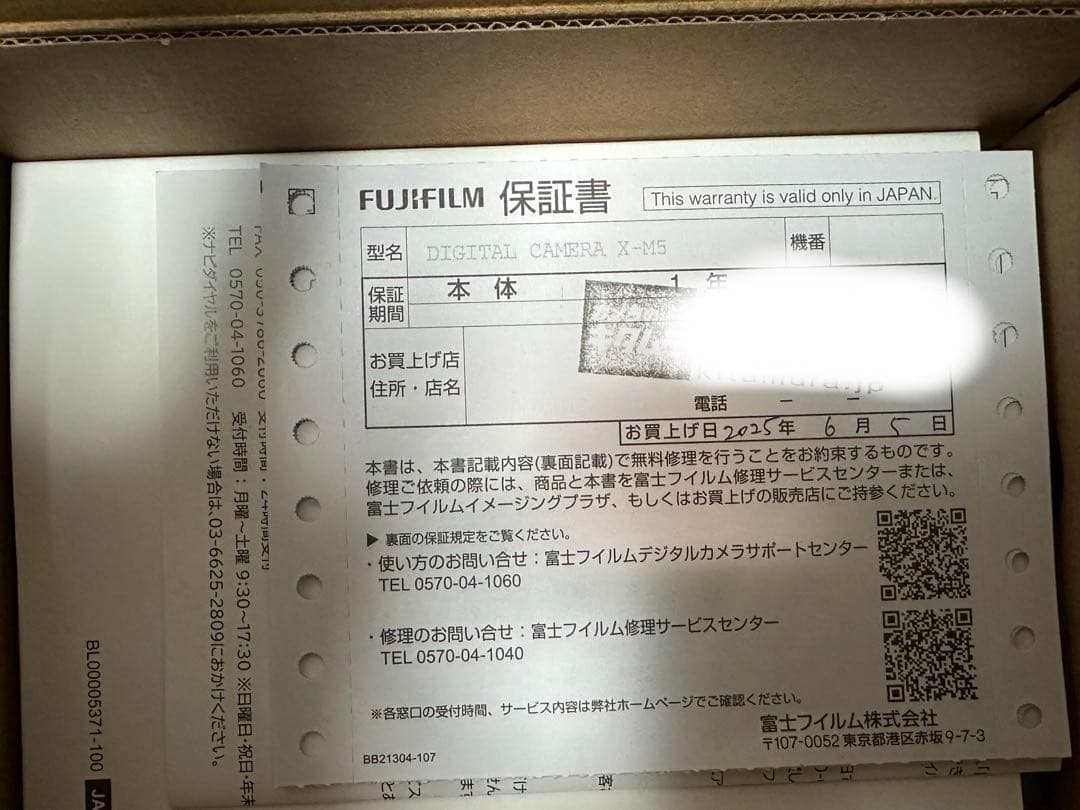 FUJIFILM 保証書
This warranty is valid only in JAPAN.
型名 DIGITAL CAMERA X-M5 機番
保証期間 本体 1年
お買上げ店
住所・店名
kitamura.jp
電話 － －
お買上げ日 2025年 6月 5日
本書は、本書記載内容(裏面記載)で無料修理を行うことをお約束するものです。
修理ご依頼の際には、商品と本書を富士フイルム修理サービスセンターまたは、
富士フイルムイメージングプラザ、もしくはお買上げの販売店にご持参ください。
▶ 裏面の保証規定をご覧ください。
・使い方のお問い合せ：富士フイルムデジタルカメラサポートセンター
TEL 0570-04-1060
・修理のお問い合せ：富士フイルム修理サービスセンター
TEL 0570-04-1040
※各窓口の受付時間、サービス内容は弊社ホームページでご確認ください。
富士フイルム株式会社
〒107-0052 東京都港区赤坂9-7-3
BB21304-107
TEL 0570-04-1060 受付時間：月曜～土曜 9:30～17:30 ※日曜日・祝日・年末
※ナビダイヤルをご利用いただけない場合は、03-6625-2809におかけください。
BL00005371-100
JA